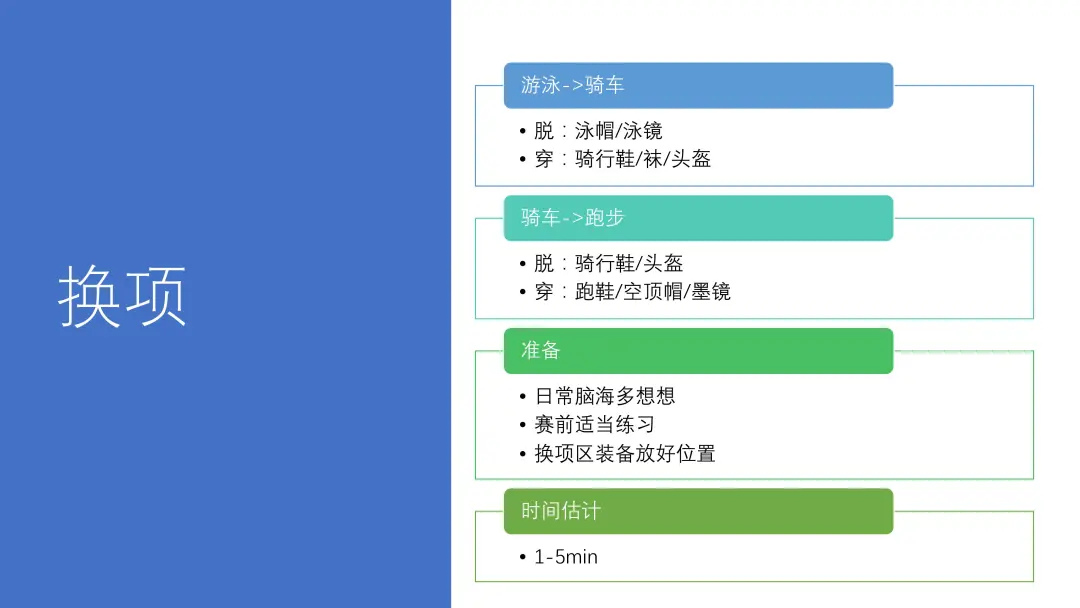 换项
游泳->骑车
• 脱：泳帽/泳镜
• 穿：骑行鞋/袜/头盔
骑车->跑步
• 脱：骑行鞋/头盔
• 穿：跑鞋/空顶帽/墨镜
准备
• 日常脑海多想想
• 赛前适当练习
• 换项区装备放好位置
时间估计
• 1-5min